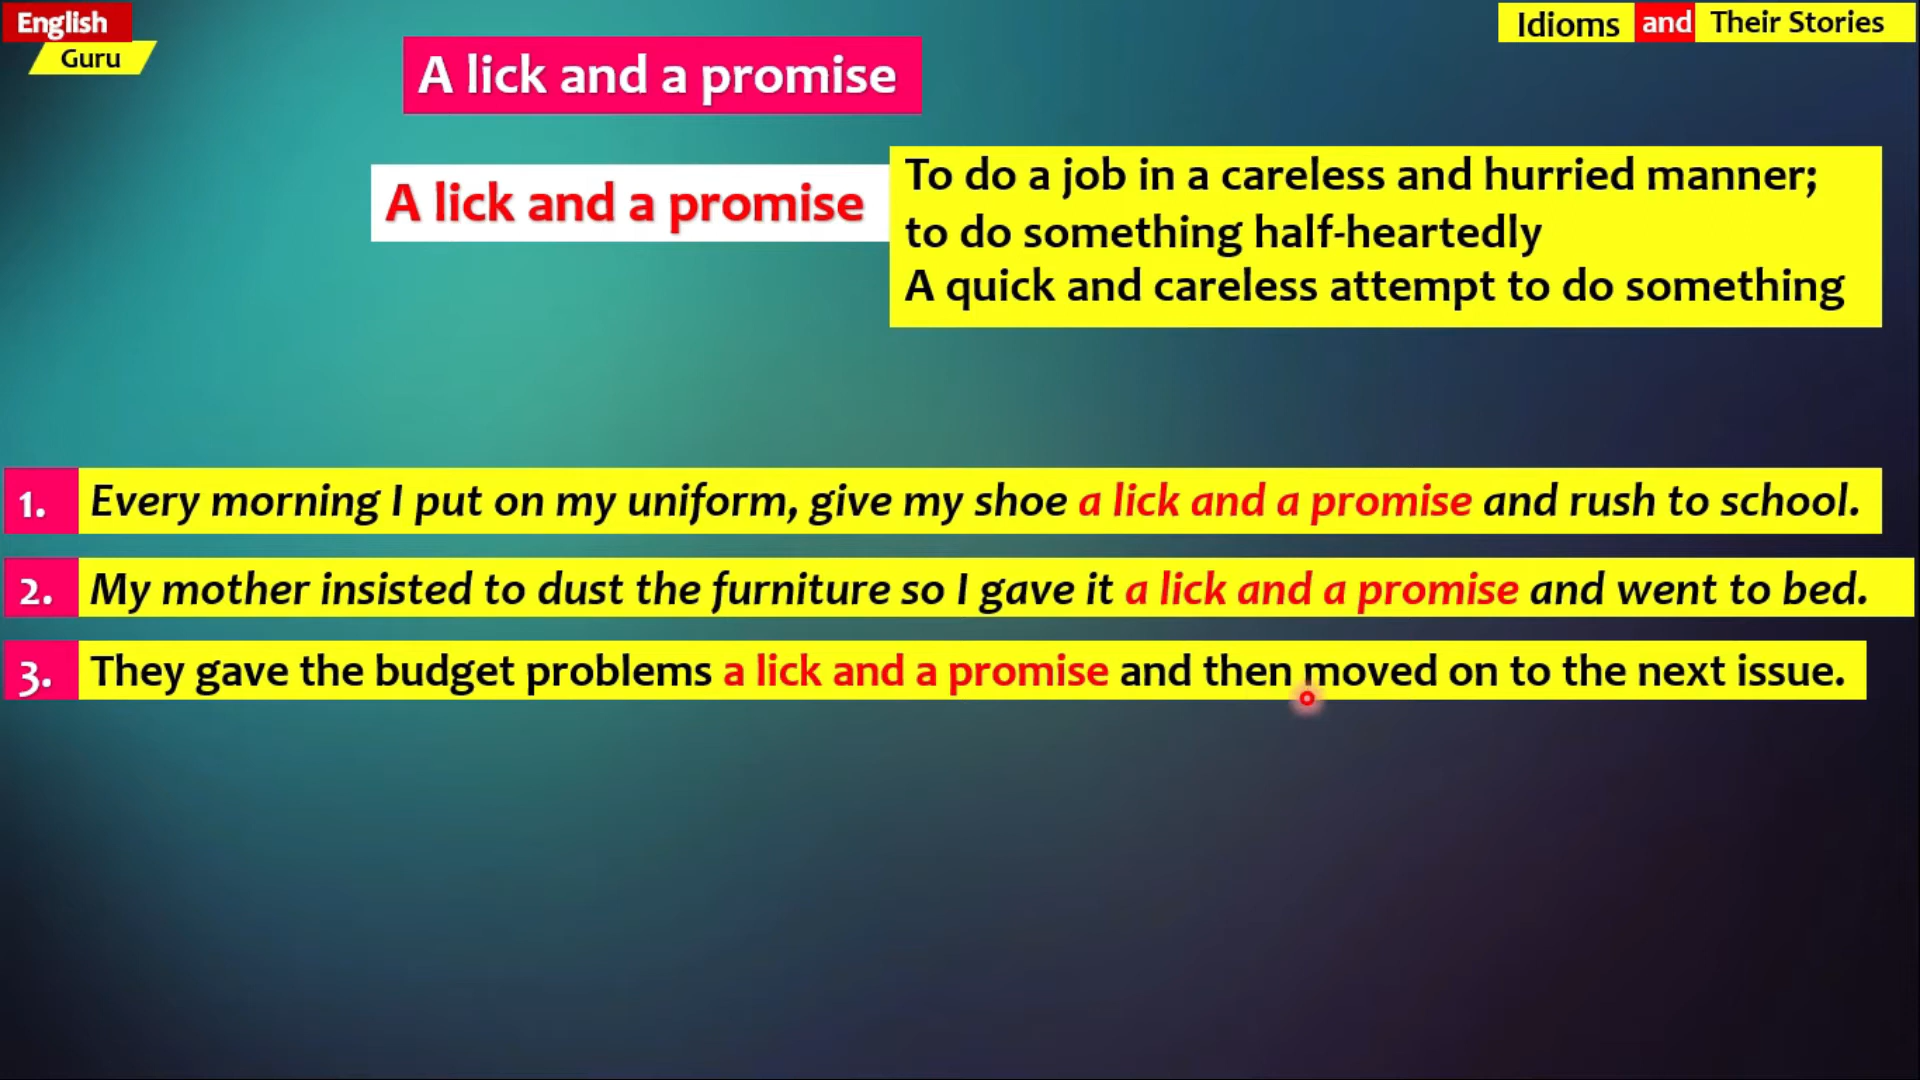 English
Guru
Idioms and Their Stories
A lick and a promise
A lick and a promise
To do a job in a careless and hurried manner;
to do something half-heartedly
A quick and careless attempt to do something
1. Every morning I put on my uniform, give my shoe a lick and a promise and rush to school.
2. My mother insisted to dust the furniture so I gave it a lick and a promise and went to bed.
3. They gave the budget problems a lick and a promise and then moved on to the next issue.